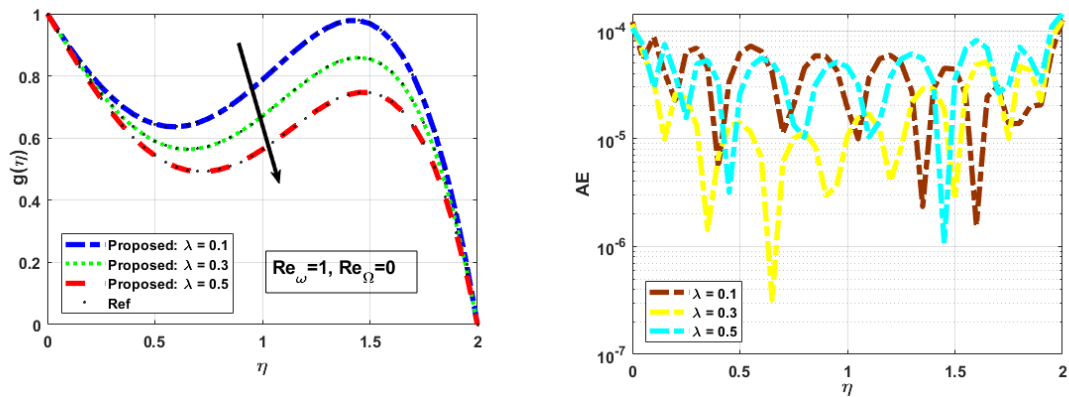 1
0.8
0.6
0.4
0.2
0
g(η)
0
0.5
1
1.5
2
η
Proposed: λ = 0.1
Proposed: λ = 0.3
Proposed: λ = 0.5
Ref
Re_ω=1, Re_Ω=0
10^-4
10^-5
10^-6
10^-7
AE
0
0.5
1
1.5
2
η
λ = 0.1
λ = 0.3
λ = 0.5